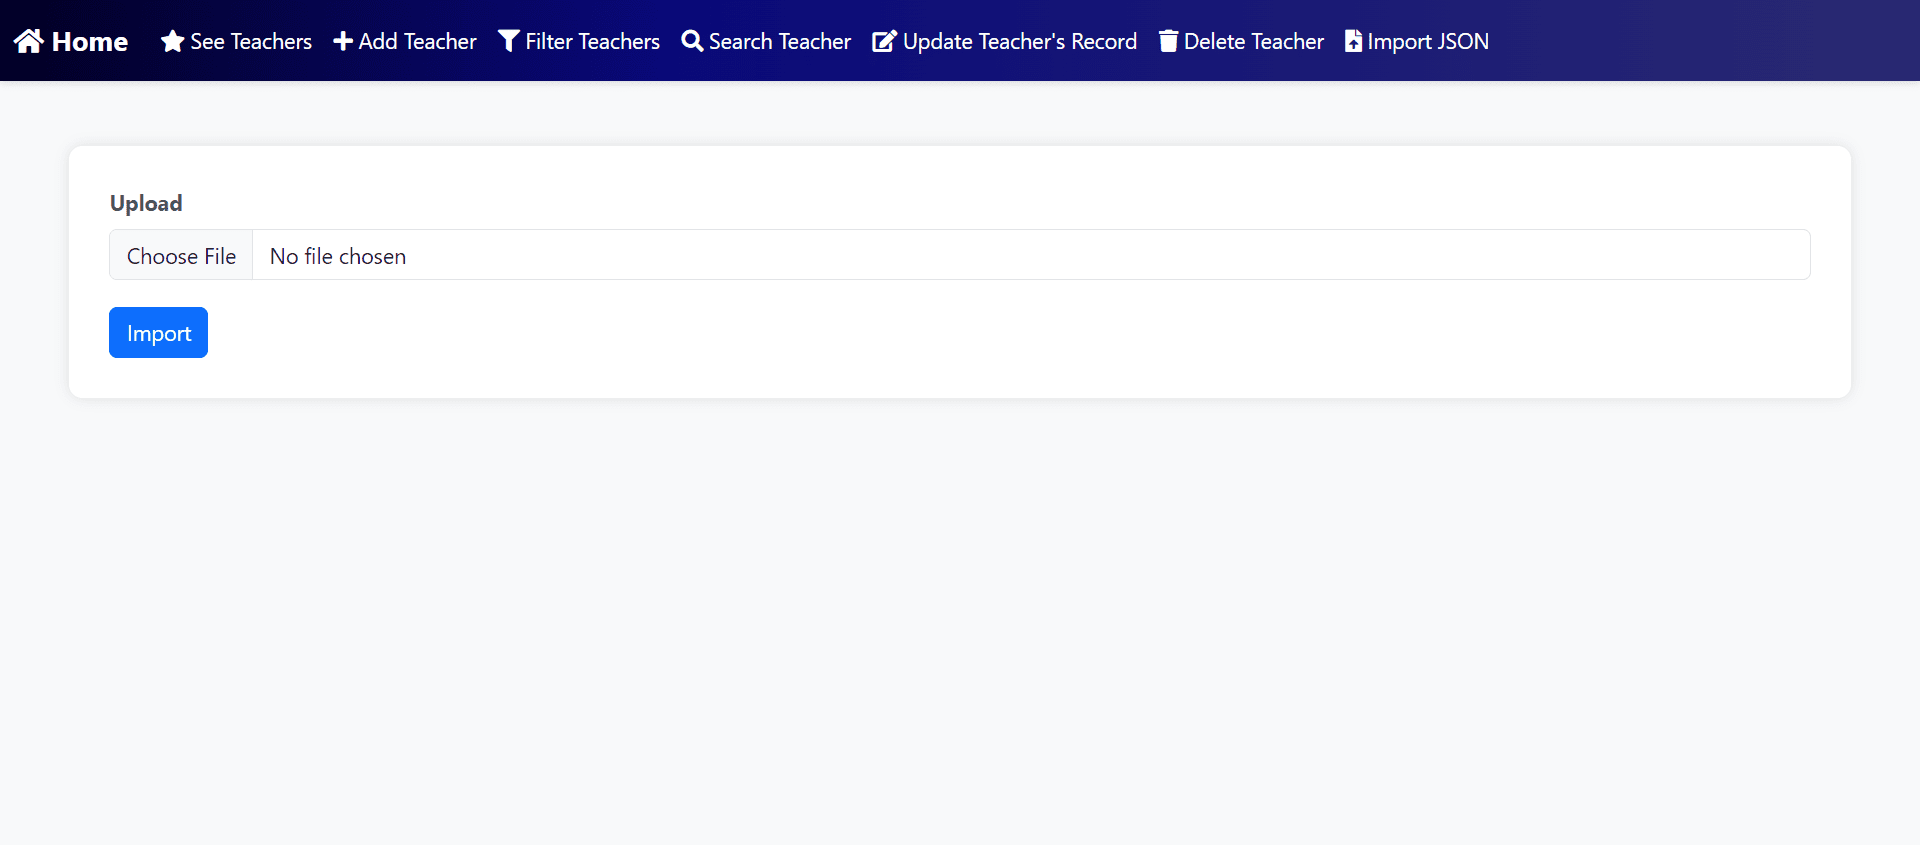 Home See Teachers Add Teacher Filter Teachers Search Teacher Update Teacher's Record Delete Teacher Import JSON
Upload
Choose File No file chosen
Import